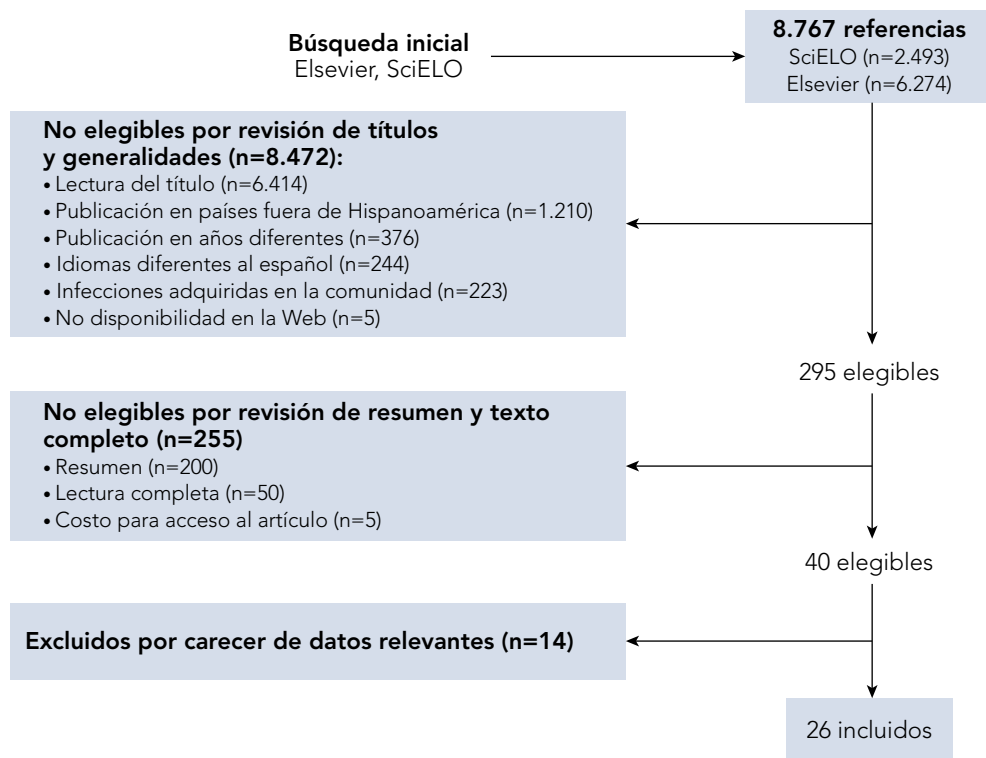 Búsqueda inicial
Elsevier, SciELO
8.767 referencias
SciELO (n=2.493)
Elsevier (n=6.274)
No elegibles por revisión de títulos
y generalidades (n=8.472):
• Lectura del título (n=6.414)
• Publicación en países fuera de Hispanoamérica (n=1.210)
• Publicación en años diferentes (n=376)
• Idiomas diferentes al español (n=244)
• Infecciones adquiridas en la comunidad (n=223)
• No disponibilidad en la Web (n=5)
295 elegibles
No elegibles por revisión de resumen y texto
completo (n=255)
• Resumen (n=200)
• Lectura completa (n=50)
• Costo para acceso al artículo (n=5)
40 elegibles
Excluidos por carecer de datos relevantes (n=14)
26 incluidos